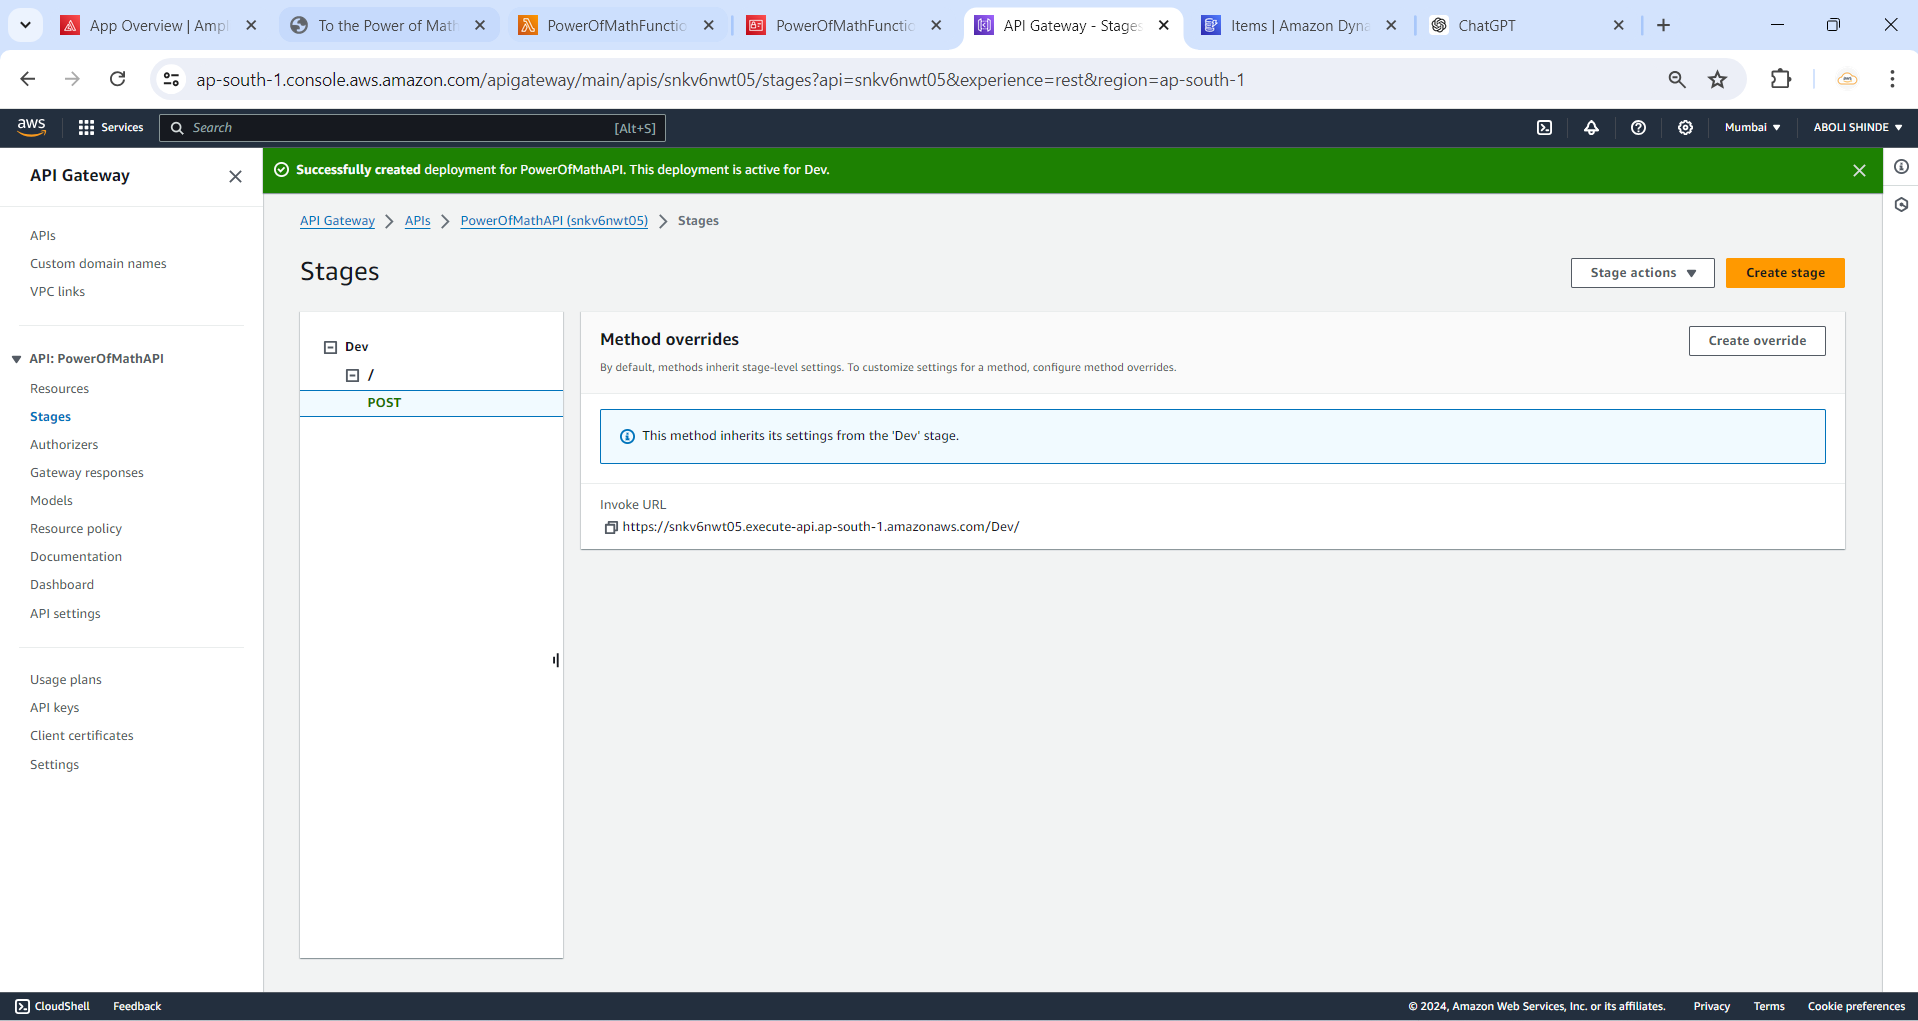 App Overview | Ampl
To the Power of Math
PowerOfMathFunctio
PowerOfMathFunctio
API Gateway - Stages
Items | Amazon Dyna
ChatGPT
ap-south-1.console.aws.amazon.com/apigateway/main/apis/snkv6nwt05/stages?api=snkv6nwt05&experience=rest&region=ap-south-1
aws
Services
Search
[Alt+S]
Mumbai
ABOLI SHINDE
API Gateway
APIs
Custom domain names
VPC links
API: PowerOfMathAPI
Resources
Stages
Authorizers
Gateway responses
Models
Resource policy
Documentation
Dashboard
API settings
Usage plans
API keys
Client certificates
Settings
Successfully created deployment for PowerOfMathAPI. This deployment is active for Dev.
API Gateway
APIs
PowerOfMathAPI (snkv6nwt05)
Stages
Stages
Stage actions
Create stage
Dev
/
POST
Method overrides
Create override
By default, methods inherit stage-level settings. To customize settings for a method, configure method overrides.
This method inherits its settings from the 'Dev' stage.
Invoke URL
https://snkv6nwt05.execute-api.ap-south-1.amazonaws.com/Dev/
CloudShell
Feedback
© 2024, Amazon Web Services, Inc. or its affiliates.
Privacy
Terms
Cookie preferences